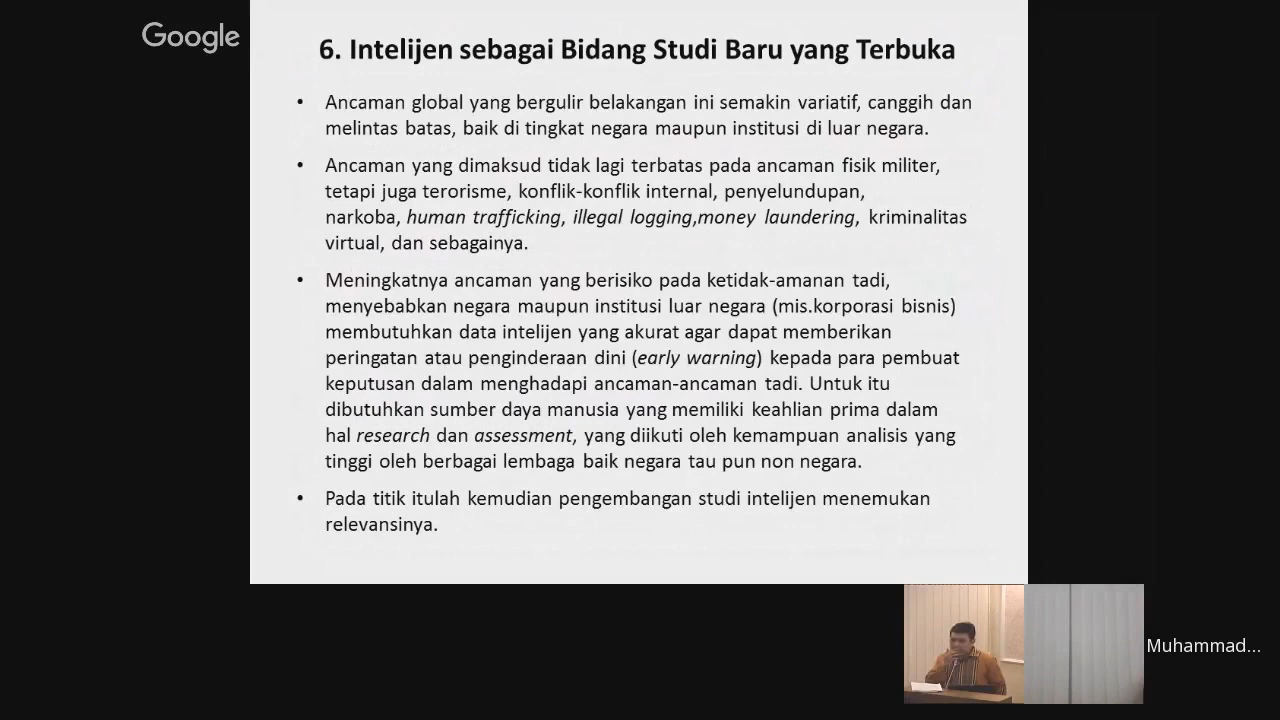 Google
6. Intelijen sebagai Bidang Studi Baru yang Terbuka
• Ancaman global yang bergulir belakangan ini semakin variatif, canggih dan
melintas batas, baik di tingkat negara maupun institusi di luar negara.
• Ancaman yang dimaksud tidak lagi terbatas pada ancaman fisik militer,
tetapi juga terorisme, konflik-konflik internal, penyelundupan,
narkoba, human trafficking, illegal logging,money laundering, kriminalitas
virtual, dan sebagainya.
• Meningkatnya ancaman yang berisiko pada ketidak-amanan tadi,
menyebabkan negara maupun institusi luar negara (mis.korporasi bisnis)
membutuhkan data intelijen yang akurat agar dapat memberikan
peringatan atau penginderaan dini (early warning) kepada para pembuat
keputusan dalam menghadapi ancaman-ancaman tadi. Untuk itu
dibutuhkan sumber daya manusia yang memiliki keahlian prima dalam
hal research dan assessment, yang diikuti oleh kemampuan analisis yang
tinggi oleh berbagai lembaga baik negara tau pun non negara.
• Pada titik itulah kemudian pengembangan studi intelijen menemukan
relevansinya.
Muhammad...